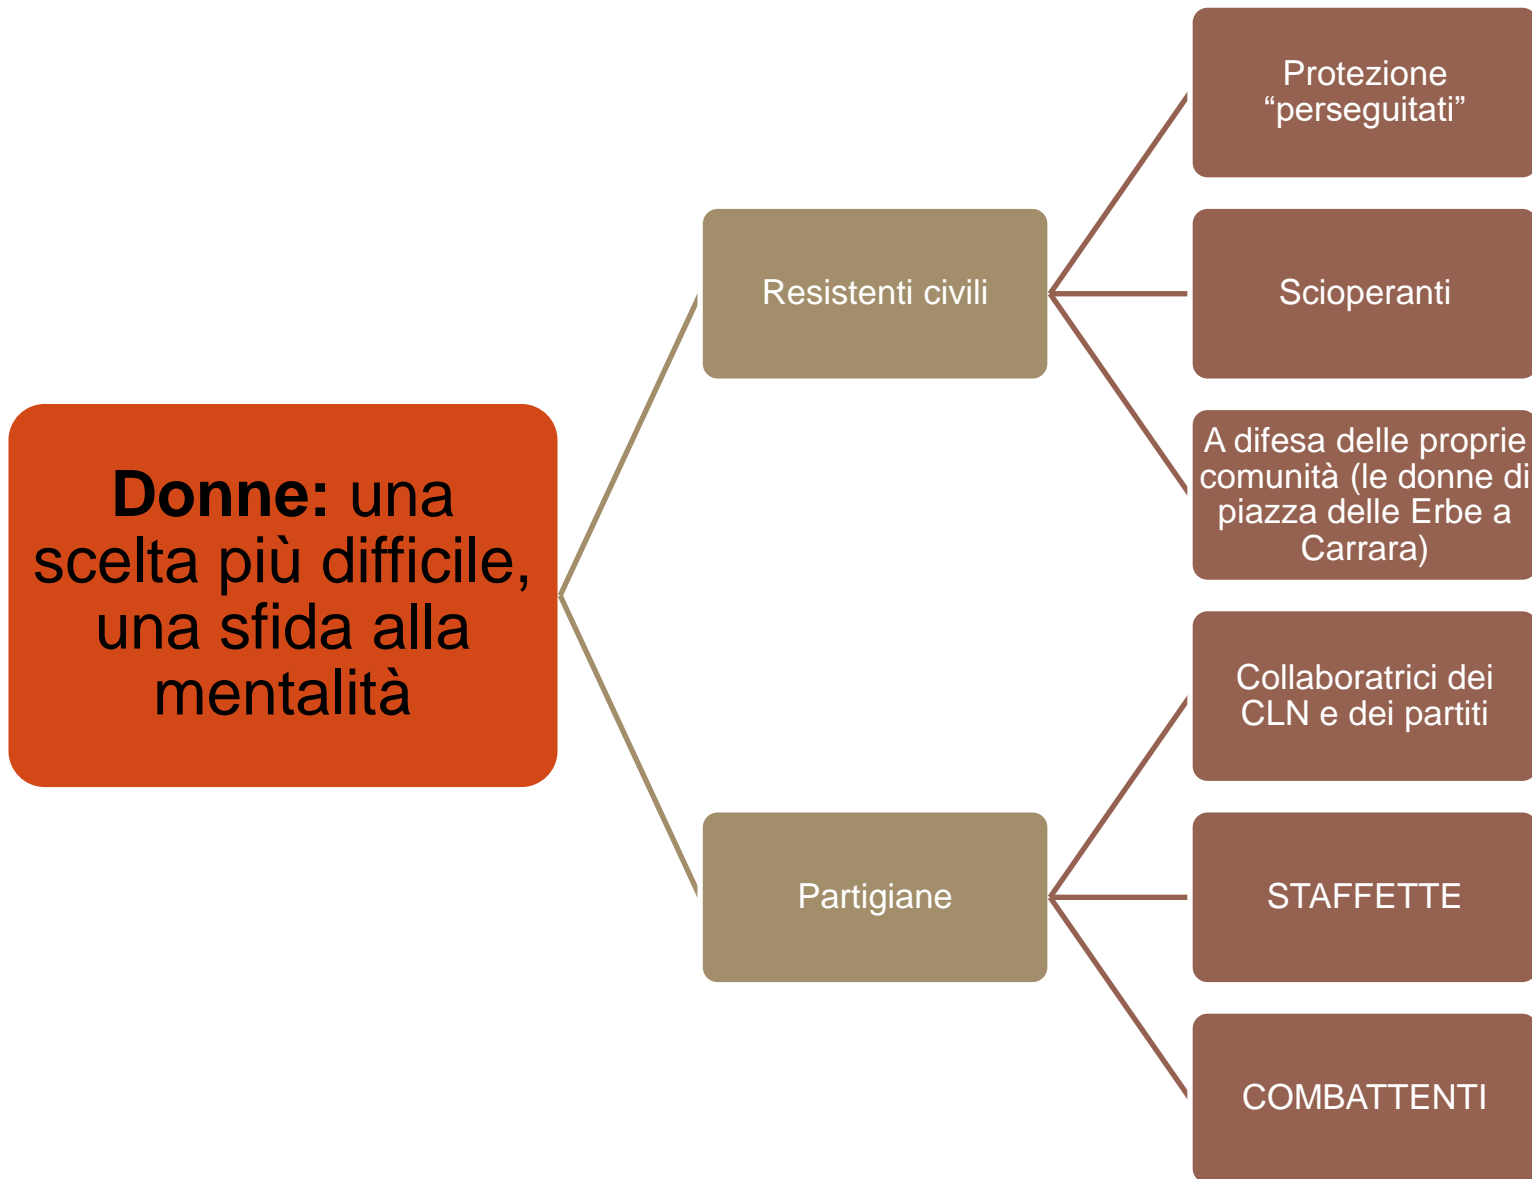 Donne: una
scelta più difficile,
una sfida alla
mentalità
Resistenti civili
Protezione
“perseguitati”
Scioperanti
A difesa delle proprie
comunità (le donne di
piazza delle Erbe a
Carrara)
Partigiane
Collaboratrici dei
CLN e dei partiti
STAFFETTE
COMBATTENTI